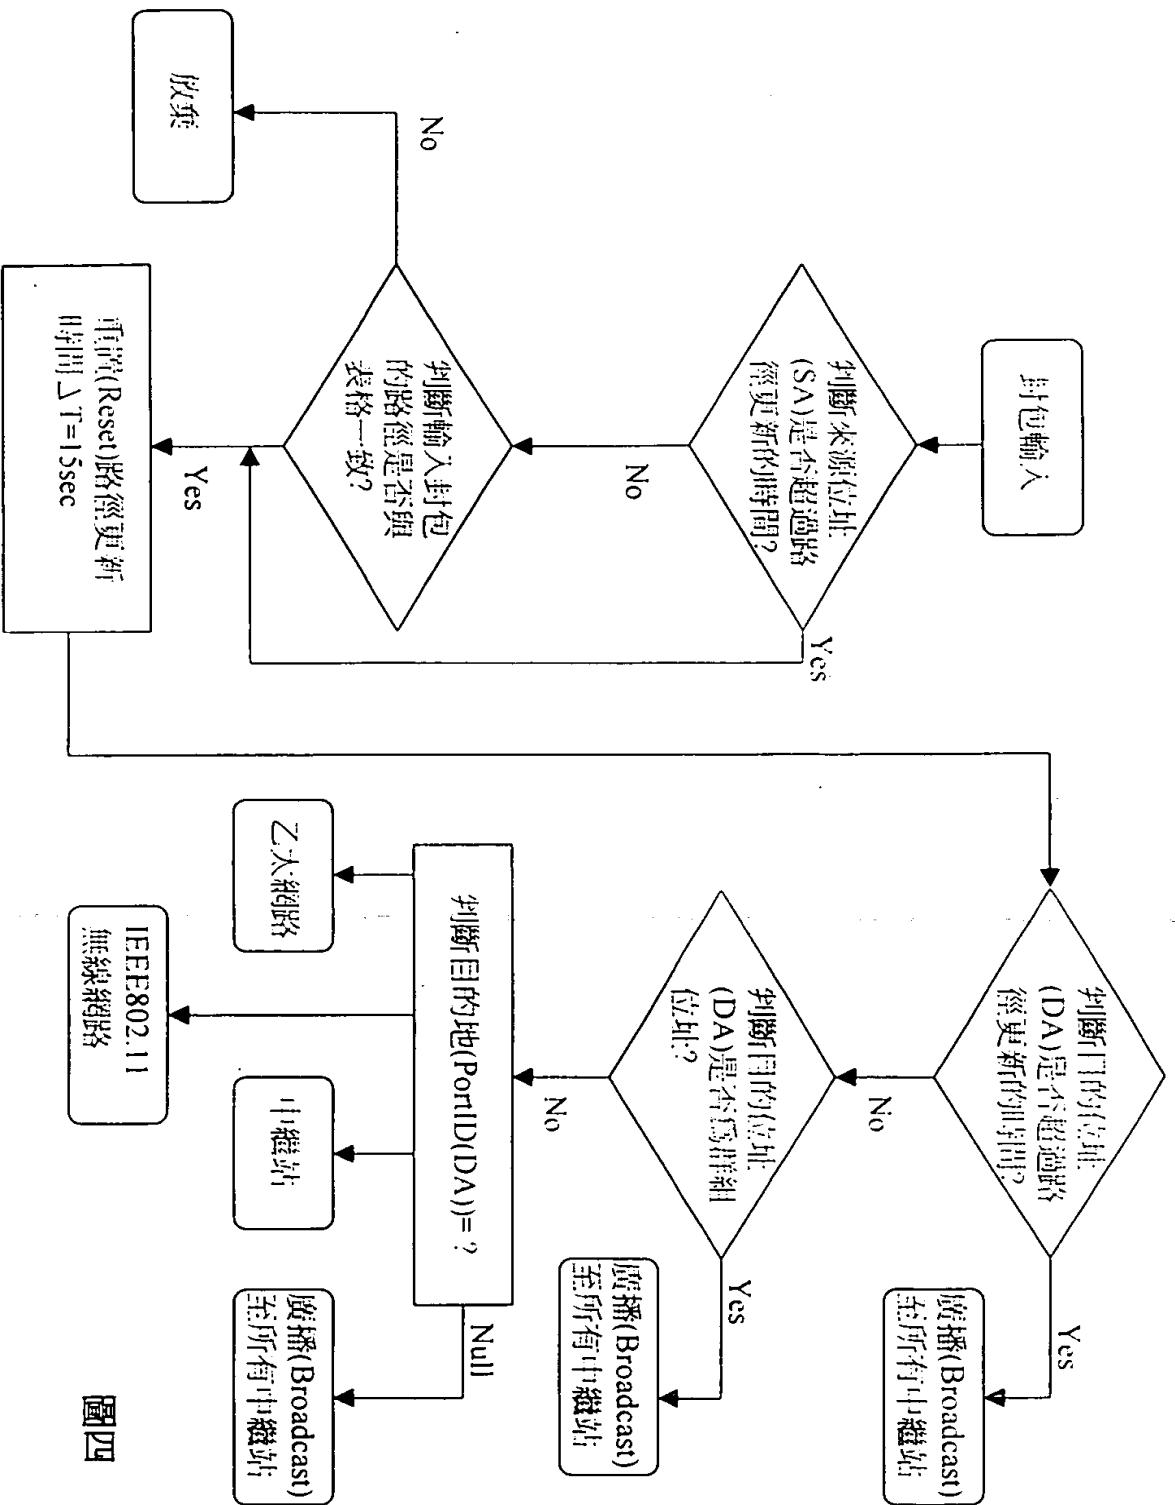 封包輸入
判斷來源位址
(SA)是否超過路
徑更新的時間?
Yes
No
判斷輸入封包
的路徑是否與
表格一致?
No
放棄
Yes
重置(Reset)路徑更新
時間△T=15sec
判斷目的位址
(DA)是否超過路
徑更新的時間?
Yes
廣播(Broadcast)
至所有中繼站
No
判斷目的位址
(DA)是否為群組
位址?
Yes
廣播(Broadcast)
至所有中繼站
No
判斷目的地(PortID(DA))=?
Null
乙太網路
IEEE802.11
無線網路
中繼站
廣播(Broadcast)
至所有中繼站
圖四